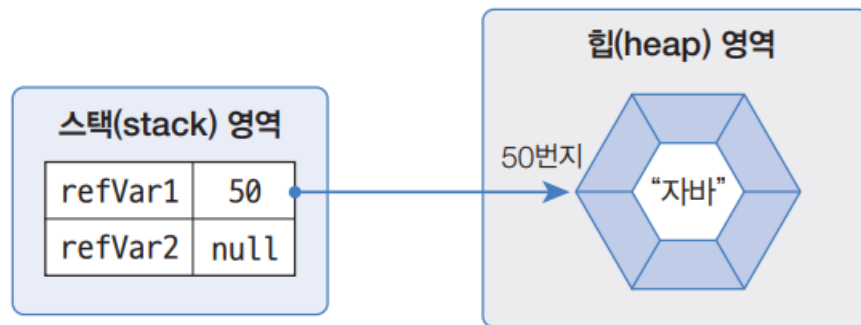 힙(heap) 영역
스택(stack) 영역
50번지
refVar1 50
“자바”
refVar2 null